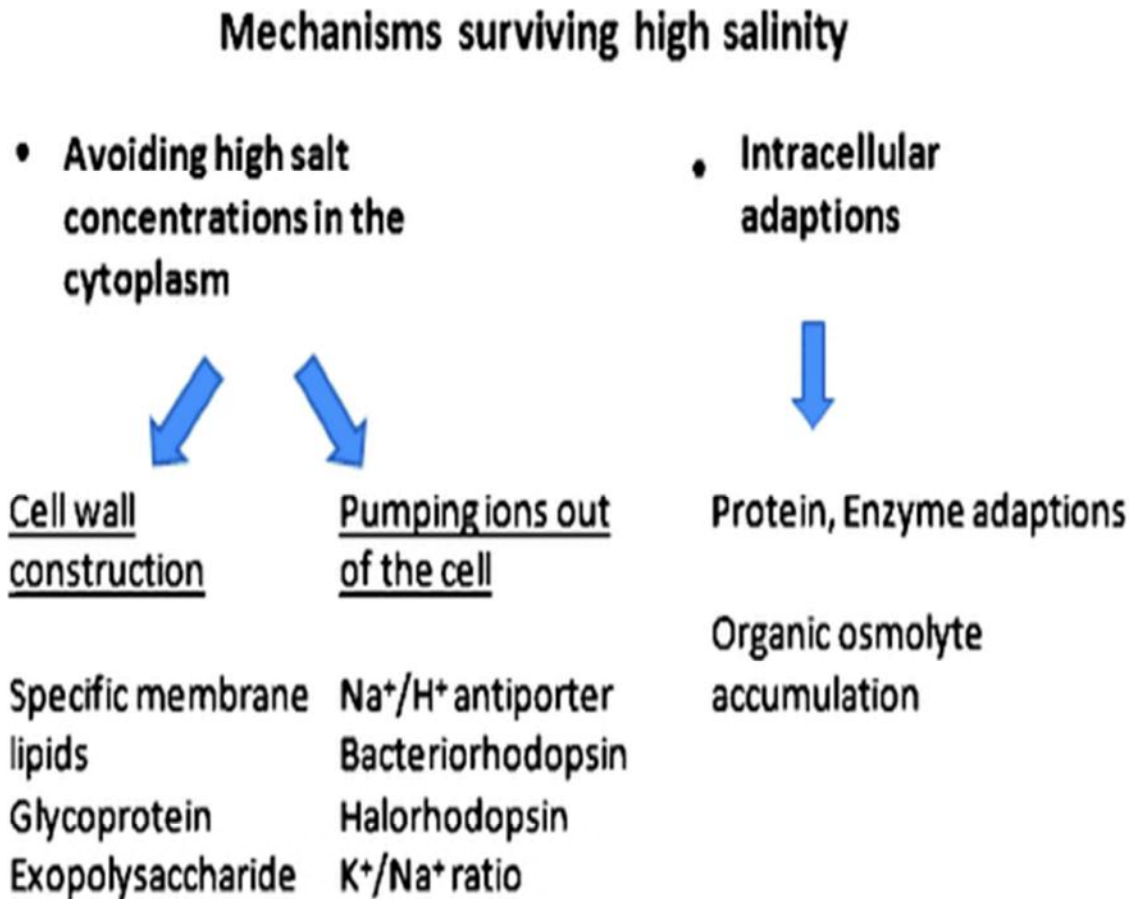 Mechanisms surviving high salinity
• Avoiding high salt
concentrations in the
cytoplasm
• Intracellular
adaptions
Cell wall
construction
Specific membrane
lipids
Glycoprotein
Exopolysaccharide
Pumping ions out
of the cell
Na⁺/H⁺ antiporter
Bacteriorhodopsin
Halorhodopsin
K⁺/Na⁺ ratio
Protein, Enzyme adaptions
Organic osmolyte
accumulation